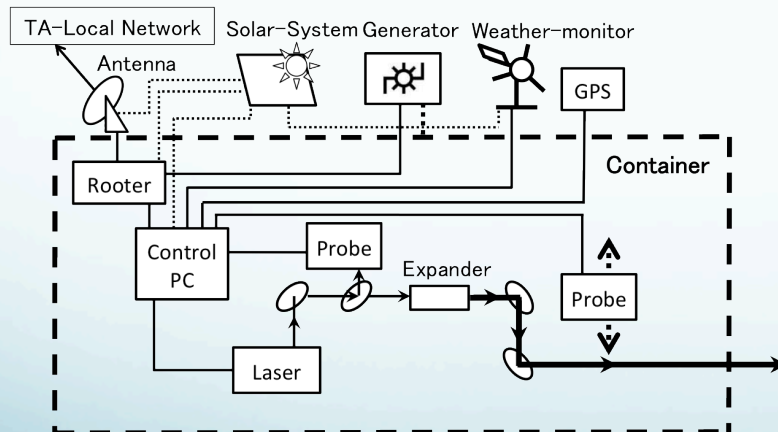 TA-Local Network
Solar-System
Generator
Weather-monitor
Antenna
GPS
Container
Rooter
Control
PC
Probe
Expander
Probe
Laser